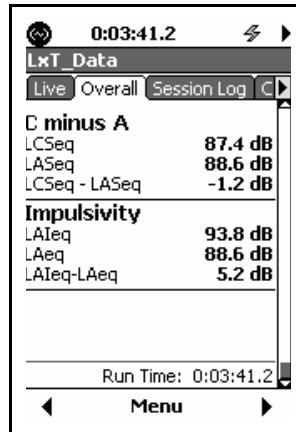 0:03:41.2
LxT_Data
Live Overall Session Log C
C minus A
LCSeq 87.4 dB
LASeq 88.6 dB
LCSeq - LASeq -1.2 dB
Impulsivity
LAIeq 93.8 dB
LAeq 88.6 dB
LAIeq-LAeq 5.2 dB
Run Time: 0:03:41.2
Menu